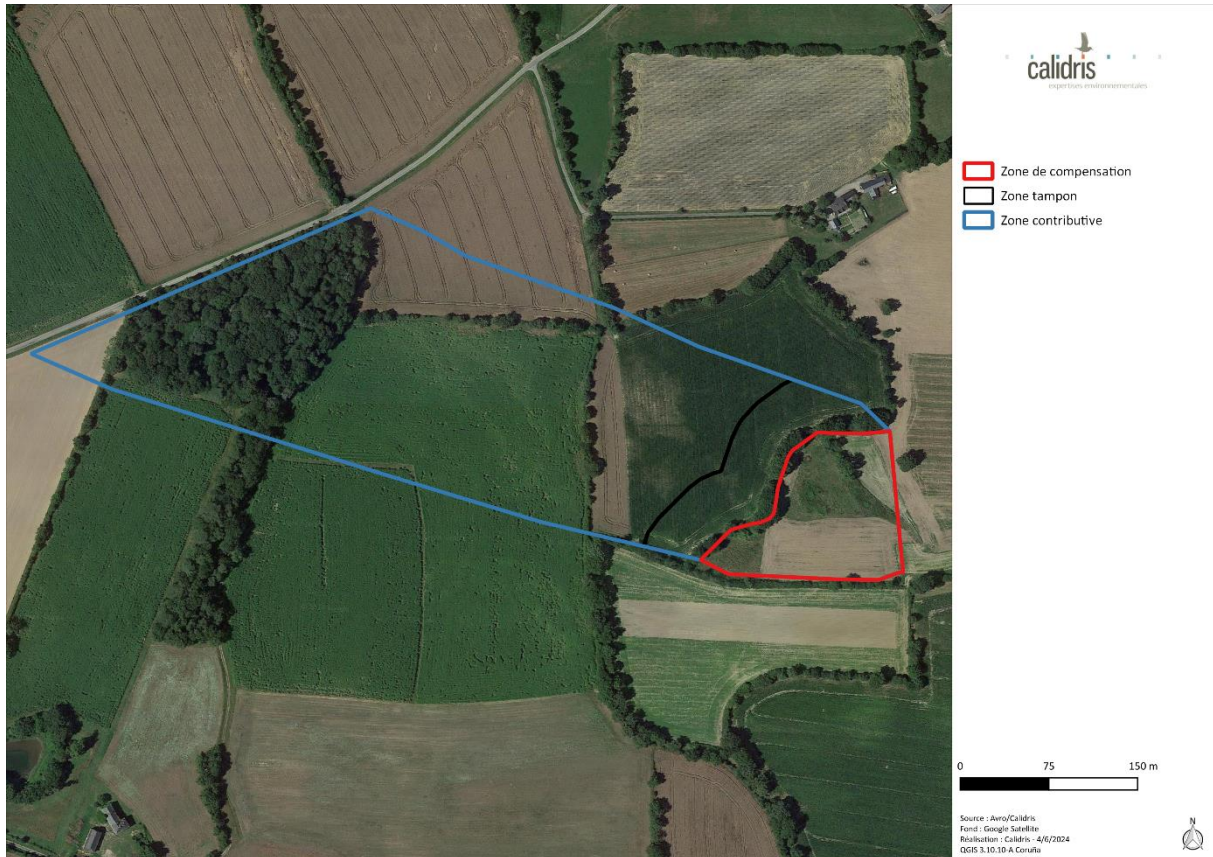 calidris
expertises environnementales
Zone de compensation
Zone tampon
Zone contributive
0 75 150 m
Source : Avro/Calidris
Fond : Google Satellite
Réalisation : Calidris - 4/6/2024
QGIS 3.10.10-A Coruña
N